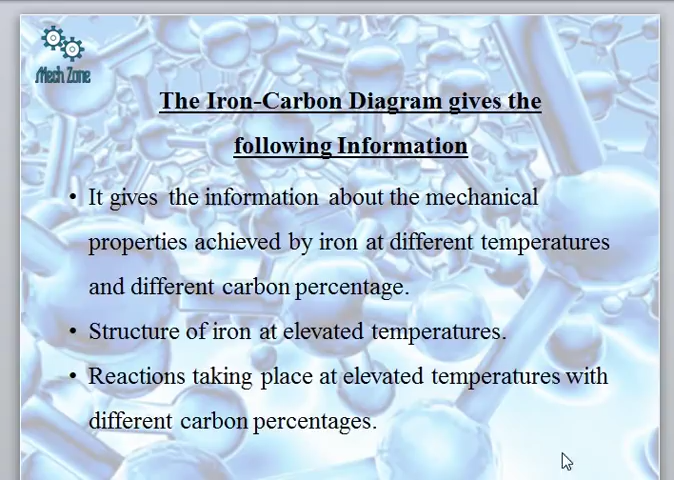 Mech Zone
The Iron-Carbon Diagram gives the
following Information
• It gives the information about the mechanical
properties achieved by iron at different temperatures
and different carbon percentage.
• Structure of iron at elevated temperatures.
• Reactions taking place at elevated temperatures with
different carbon percentages.